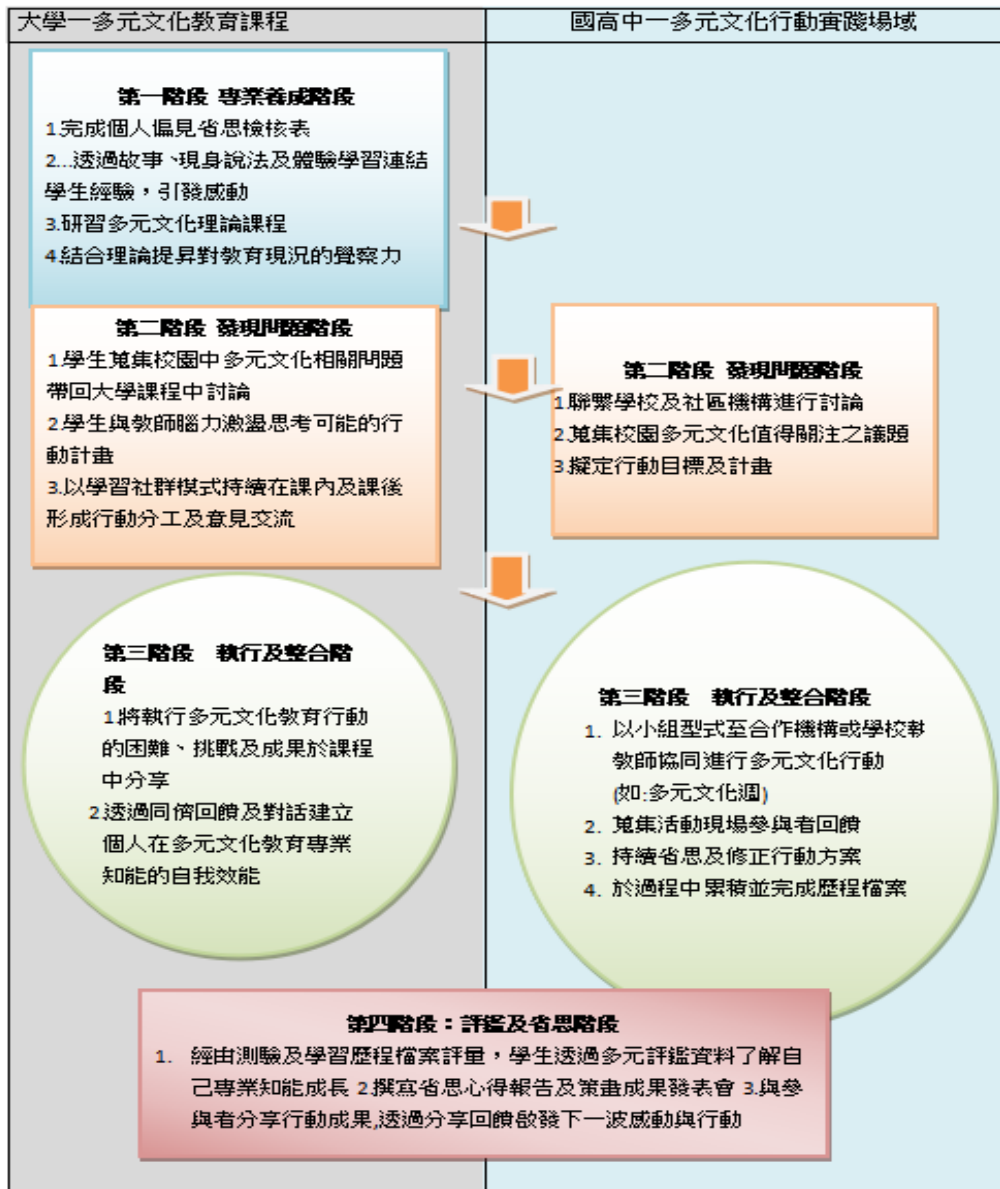 大學－多元文化教育課程
國高中－多元文化行動實踐場域
第一階段 專業養成階段
1.完成個人偏見省思檢核表
2...透過故事、現身說法及體驗學習連結
學生經驗，引發感動
3.研習多元文化理論課程
4.結合理論提昇對教育現況的覺察力
第二階段 發現問題階段
1.學生蒐集校園中多元文化相關問題
帶回大學課程中討論
2.學生與教師腦力激盪思考可能的行
動計畫
3.以學習社群模式持續在課內及課後
形成行動分工及意見交流
第二階段 發現問題階段
1.聯繫學校及社區機構進行討論
2.蒐集校園多元文化值得關注之議題
3.擬定行動目標及計畫
第三階段 執行及整合階
段
1.將執行多元文化教育行動
的困難、挑戰及成果於課程
中分享
2.透過同儕回饋及對話建立
個人在多元文化教育專業
知能的自我效能
第三階段 執行及整合階段
1. 以小組型式至合作機構或學校
教師協同進行多元文化行動
(如:多元文化週)
2. 蒐集活動現場參與者回饋
3. 持續省思及修正行動方案
4. 於過程中累積並完成歷程檔案
第四階段：評鑑及省思階段
1. 經由測驗及學習歷程檔案評量，學生透過多元評鑑資料了解自
己專業知能成長 2.撰寫省思心得報告及策畫成果發表會 3.與參
與者分享行動成果,透過分享回饋啟發下一波感動與行動